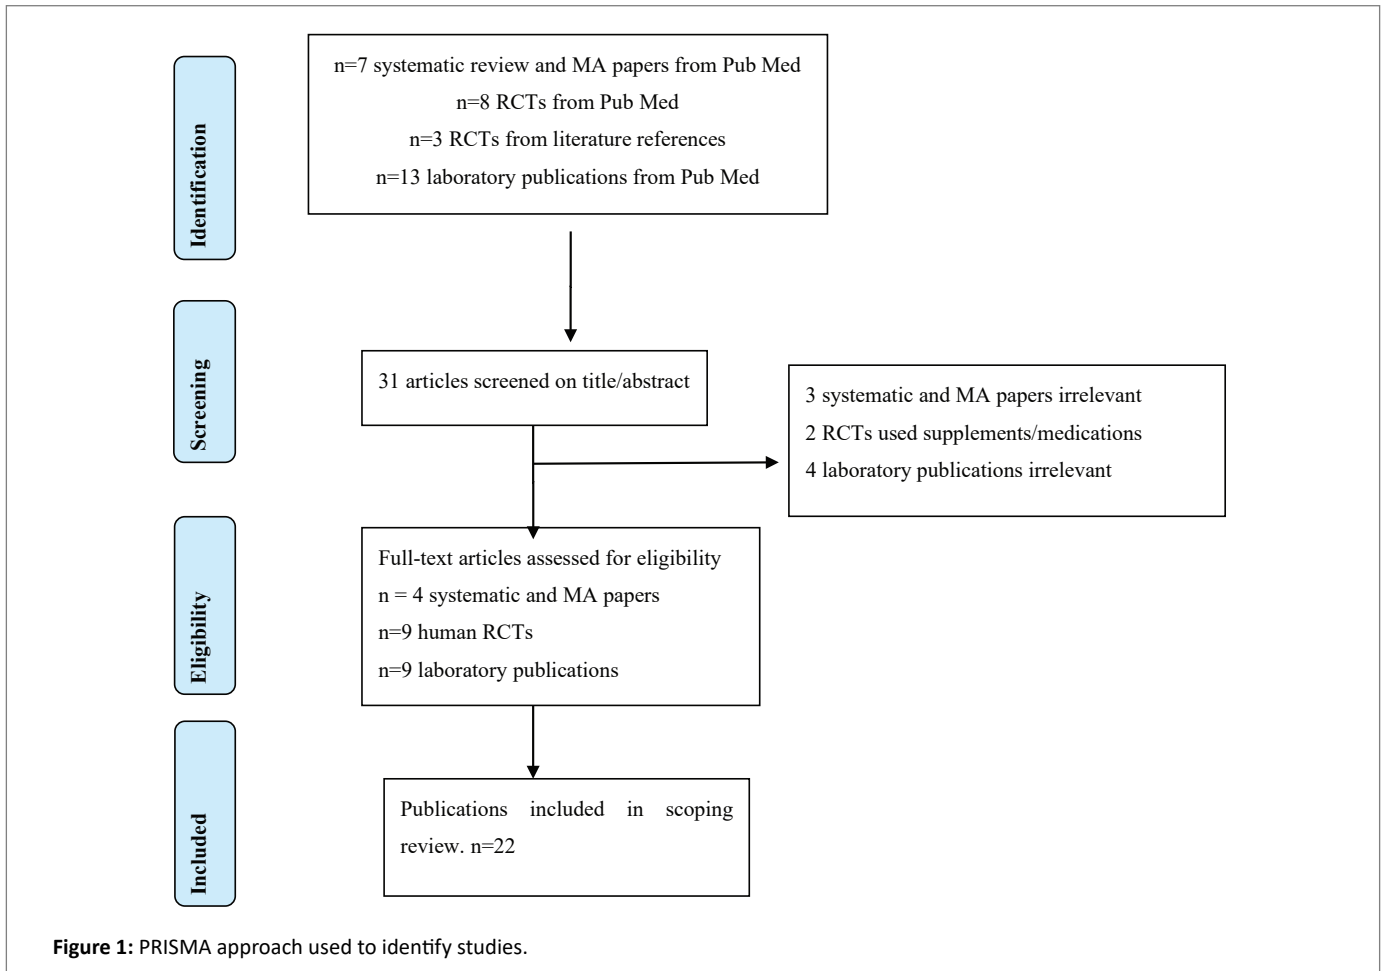 Identification
n=7 systematic review and MA papers from Pub Med
n=8 RCTs from Pub Med
n=3 RCTs from literature references
n=13 laboratory publications from Pub Med
Screening
31 articles screened on title/abstract
3 systematic and MA papers irrelevant
2 RCTs used supplements/medications
4 laboratory publications irrelevant
Eligibility
Full-text articles assessed for eligibility
n = 4 systematic and MA papers
n=9 human RCTs
n=9 laboratory publications
Included
Publications included in scoping
review. n=22
Figure 1: PRISMA approach used to identify studies.